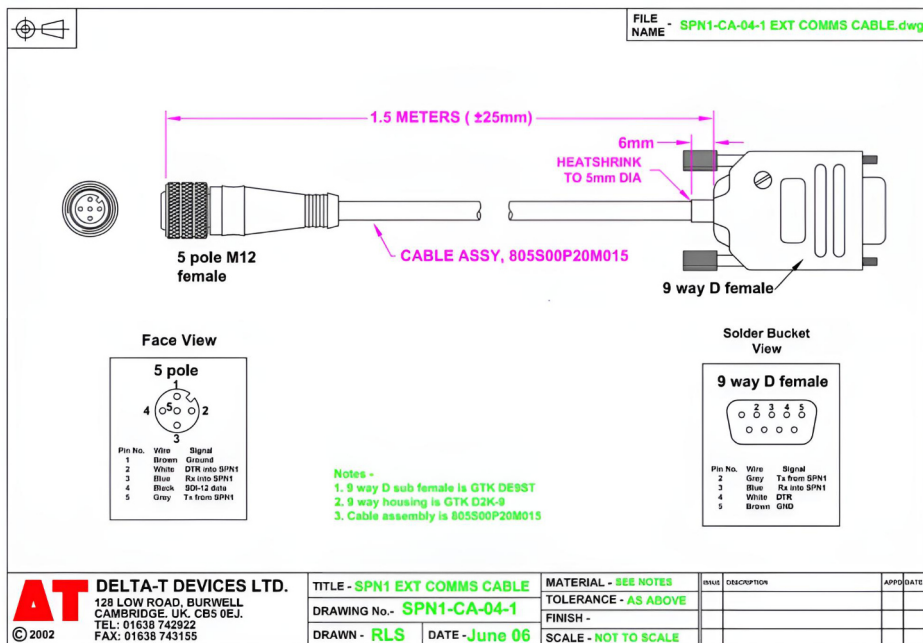 FILE NAME - SPN1-CA-04-1 EXT COMMS CABLE.dwg
1.5 METERS ( ±25mm)
6mm
HEATSHRINK
TO 5mm DIA
5 pole M12
female
CABLE ASSY, 805S00P20M015
9 way D female
Face View
5 pole
1
4 5 2
3
Pin No. Wire Signal
1 Brown Ground
2 White DTR into SPN1
3 Blue Rx into SPN1
4 Black SDI-12 data
5 Grey Tx from SPN1
Solder Bucket
View
9 way D female
2 3 4 5
Pin No. Wire Signal
2 Grey Tx from SPN1
3 Blue Rx into SPN1
4 White DTR
5 Brown GND
Notes -
1. 9 way D sub female is GTK DE9ST
2. 9 way housing is GTK D2K-9
3. Cable assembly is 805S00P20M015
AT
© 2002
DELTA-T DEVICES LTD.
128 LOW ROAD, BURWELL
CAMBRIDGE. UK. CB5 0EJ.
TEL: 01638 742922
FAX: 01638 743155
TITLE - SPN1 EXT COMMS CABLE
DRAWING No.- SPN1-CA-04-1
DRAWN - RLS DATE - June 06
MATERIAL - SEE NOTES
TOLERANCE - AS ABOVE
FINISH -
SCALE - NOT TO SCALE
ISSUE DESCRIPTION APPD DATE